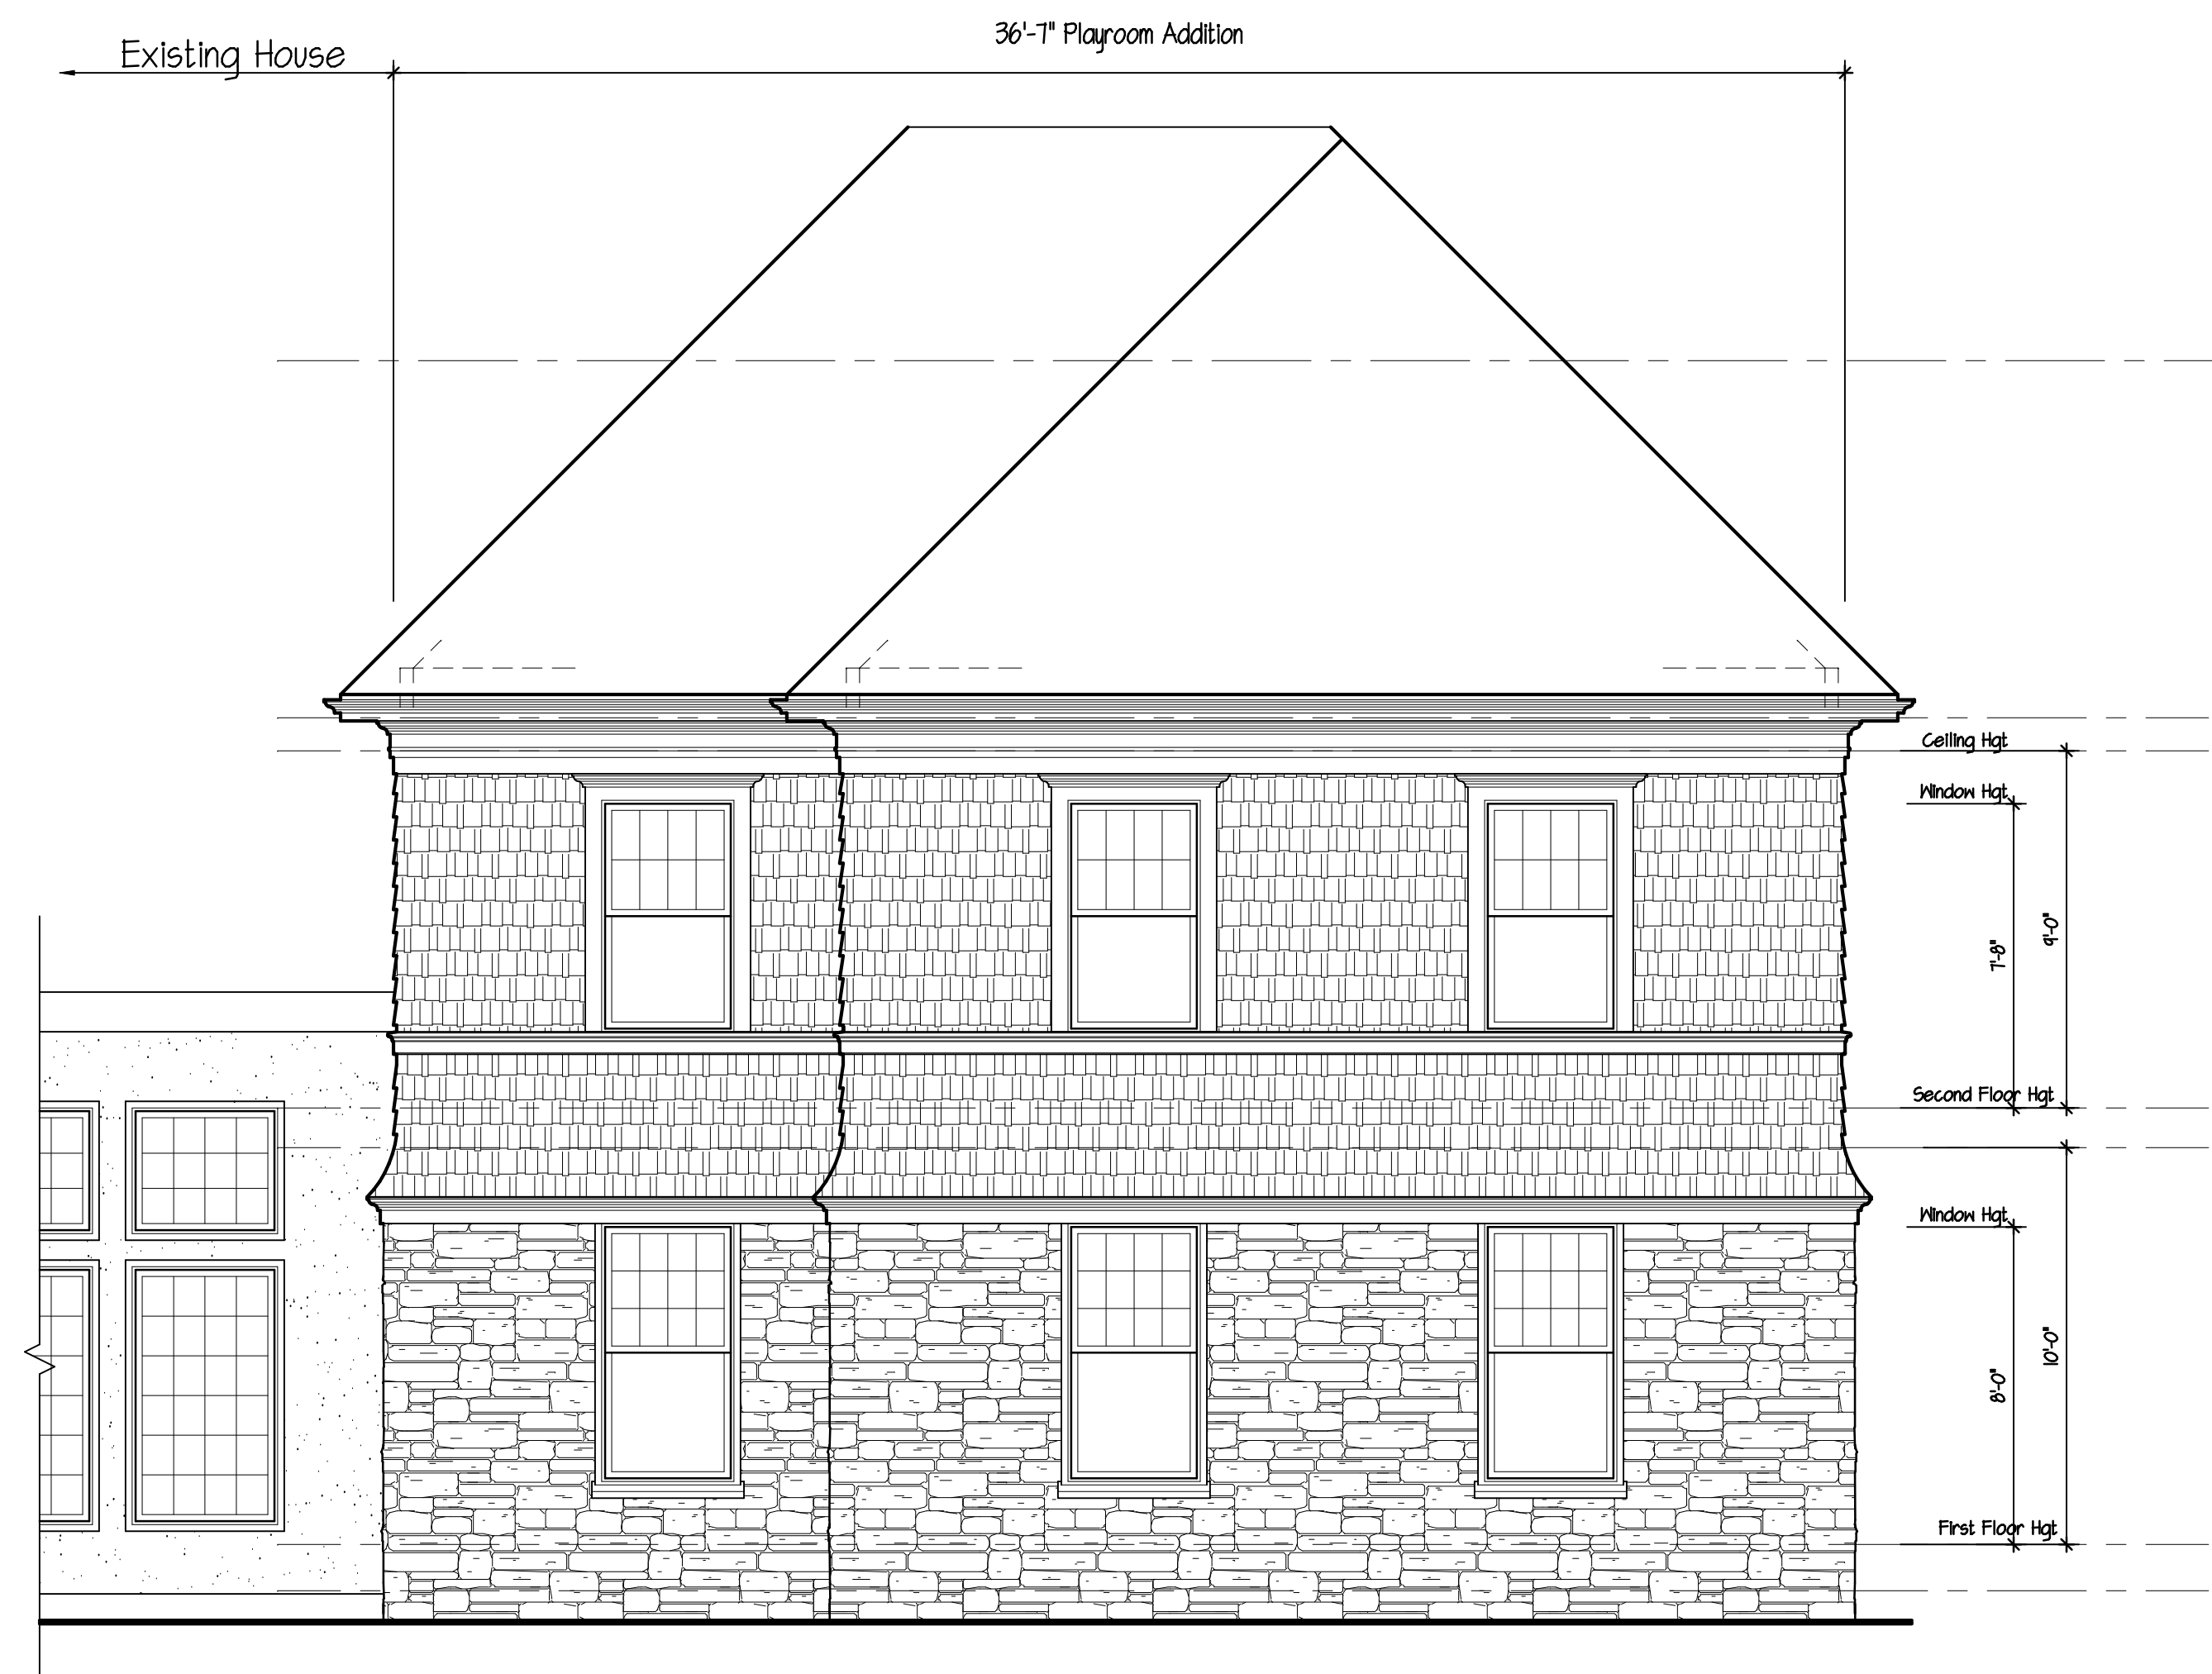 36'-7" Playroom Addition
Existing House
Ceiling Hgt
Window Hgt
9'-0"
7'-8"
Second Floor Hgt
Window Hgt
10'-0"
8'-0"
First Floor Hgt